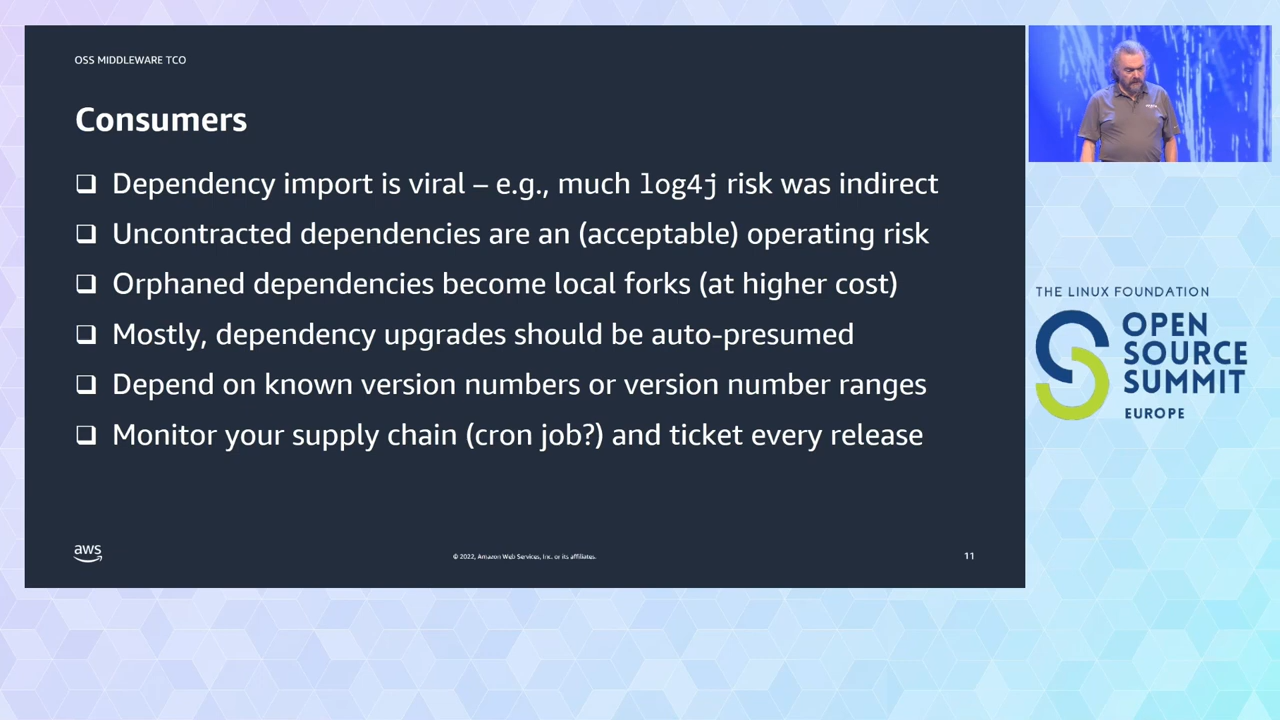 OSS MIDDLEWARE TCO
Consumers
❑ Dependency import is viral – e.g., much log4j risk was indirect
❑ Uncontracted dependencies are an (acceptable) operating risk
❑ Orphaned dependencies become local forks (at higher cost)
❑ Mostly, dependency upgrades should be auto-presumed
❑ Depend on known version numbers or version number ranges
❑ Monitor your supply chain (cron job?) and ticket every release
aws
© 2022, Amazon Web Services, Inc. or its affiliates.
11
THE LINUX FOUNDATION
OPEN
SOURCE
SUMMIT
EUROPE